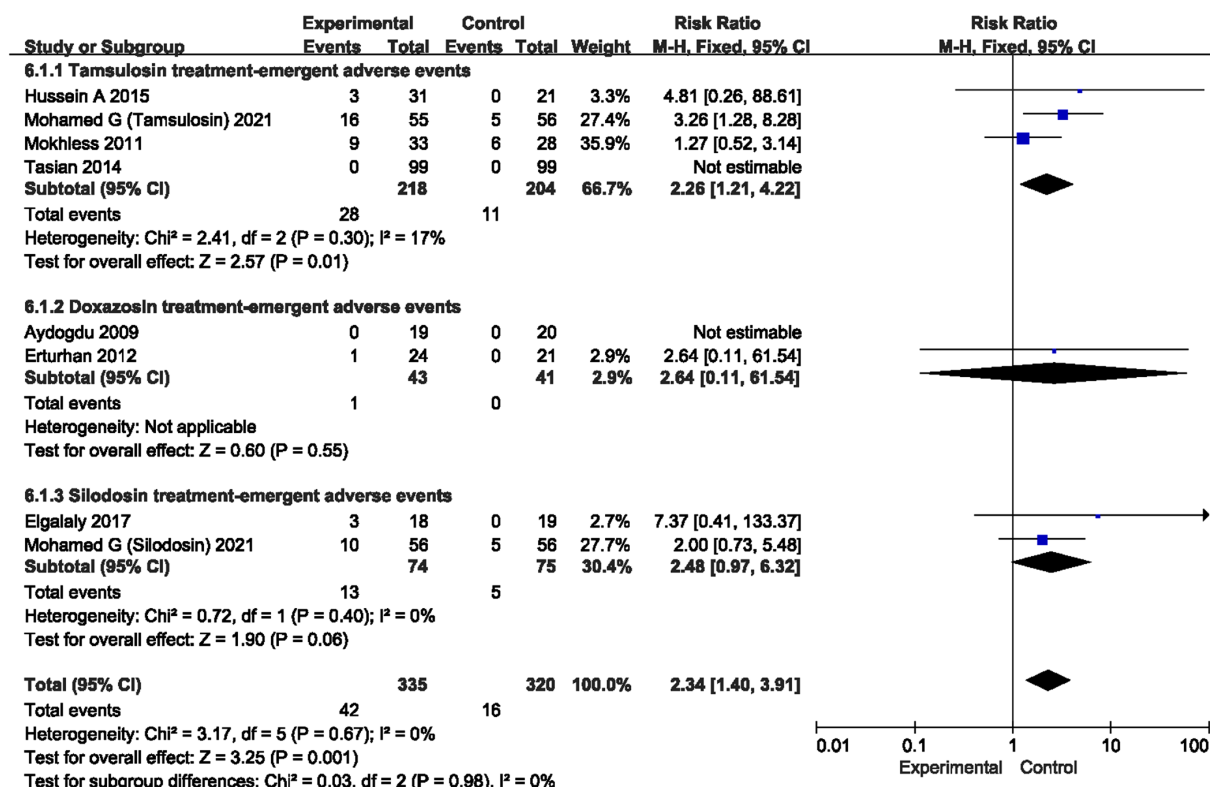 Experimental Control Risk Ratio Risk Ratio
Study or Subgroup Events Total Events Total Weight M-H, Fixed, 95% CI M-H, Fixed, 95% CI
6.1.1 Tamsulosin treatment-emergent adverse events
Hussein A 2015 3 31 0 21 3.3% 4.81 [0.26, 88.61]
Mohamed G (Tamsulosin) 2021 16 55 5 56 27.4% 3.26 [1.28, 8.28]
Mokhless 2011 9 33 6 28 35.9% 1.27 [0.52, 3.14]
Tasian 2014 0 99 0 99 Not estimable
Subtotal (95% CI) 218 204 66.7% 2.26 [1.21, 4.22]
Total events 28 11
Heterogeneity: Chi² = 2.41, df = 2 (P = 0.30); I² = 17%
Test for overall effect: Z = 2.57 (P = 0.01)
6.1.2 Doxazosin treatment-emergent adverse events
Aydogdu 2009 0 19 0 20 Not estimable
Erturhan 2012 1 24 0 21 2.9% 2.64 [0.11, 61.54]
Subtotal (95% CI) 43 41 2.9% 2.64 [0.11, 61.54]
Total events 1 0
Heterogeneity: Not applicable
Test for overall effect: Z = 0.60 (P = 0.55)
6.1.3 Silodosin treatment-emergent adverse events
Elgalaly 2017 3 18 0 19 2.7% 7.37 [0.41, 133.37]
Mohamed G (Silodosin) 2021 10 56 5 56 27.7% 2.00 [0.73, 5.48]
Subtotal (95% CI) 74 75 30.4% 2.48 [0.97, 6.32]
Total events 13 5
Heterogeneity: Chi² = 0.72, df = 1 (P = 0.40); I² = 0%
Test for overall effect: Z = 1.90 (P = 0.06)
Total (95% CI) 335 320 100.0% 2.34 [1.40, 3.91]
Total events 42 16
Heterogeneity: Chi² = 3.17, df = 5 (P = 0.67); I² = 0%
Test for overall effect: Z = 3.25 (P = 0.001)
Test for subgroup differences: Chi² = 0.03, df = 2 (P = 0.98), I² = 0%
0.01 0.1 1 10 100
Experimental Control